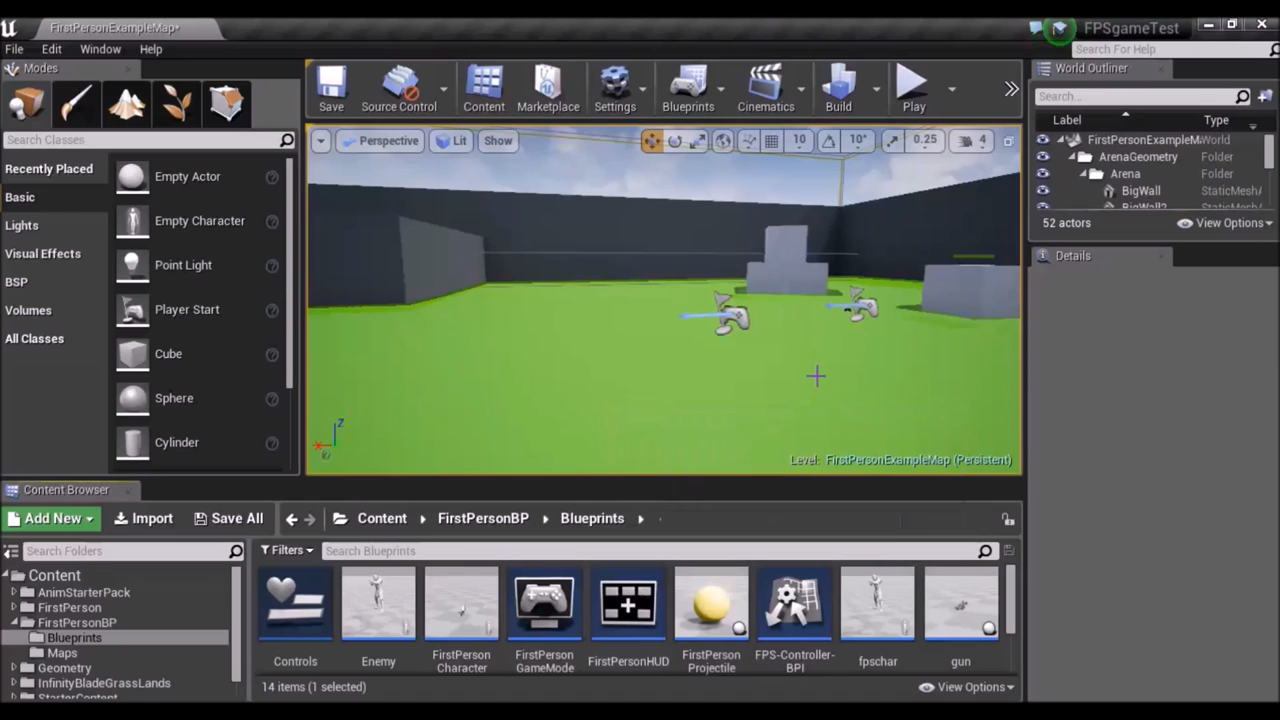 FirstPersonExampleMap*
FPSgameTest
File Edit Window Help
Search For Help
Modes
World Outliner
Save Source Control Content Marketplace Settings Blueprints Cinematics Build Play
Search...
Label Type
Search Classes
Perspective Lit Show 10 10° 0.25 4
FirstPersonExampleM World
ArenaGeometry Folder
Arena Folder
BigWall StaticMesh
BigWall2
52 actors View Options
Recently Placed
Basic
Lights
Visual Effects
BSP
Volumes
All Classes
Empty Actor
Empty Character
Point Light
Player Start
Cube
Sphere
Cylinder
Details
Z
X
Level: FirstPersonExampleMap (Persistent)
Content Browser
Add New Import Save All Content FirstPersonBP Blueprints
Search Folders
Filters Search Blueprints
Content
AnimStarterPack
FirstPerson
FirstPersonBP
Blueprints
Maps
Geometry
InfinityBladeGrassLands
StarterContent
Controls
Enemy
FirstPerson
Character
FirstPerson
GameMode
FirstPersonHUD
FirstPerson
Projectile
FPS-Controller-
BPI
fpschar
gun
14 items (1 selected) View Options